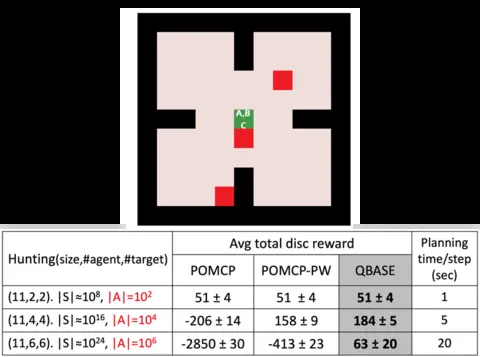 A,B
C
Hunting(size,#agent,#target) Avg total disc reward Planning time/step (sec)
POMCP POMCP-PW QBASE
(11,2,2). |S|≈10⁸, |A|=10² 51 ± 4 51 ± 4 51 ± 4 1
(11,4,4). |S|≈10¹⁶, |A|=10⁴ -206 ± 14 158 ± 9 184 ± 5 5
(11,6,6). |S|≈10²⁴, |A|=10⁶ -2850 ± 30 -413 ± 23 63 ± 20 20